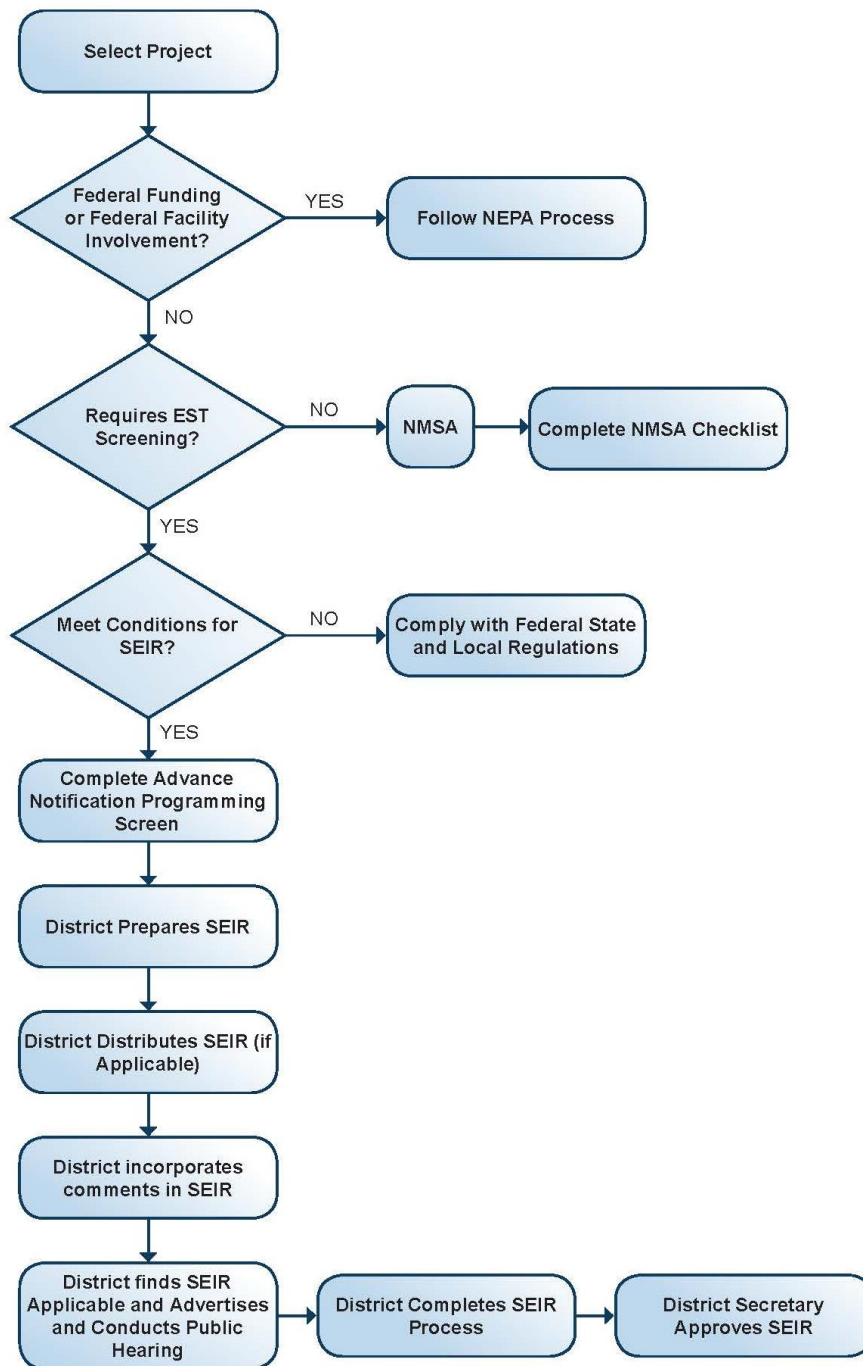 Select Project
Federal Funding
or Federal Facility
Involvement?
YES
Follow NEPA Process
NO
Requires EST
Screening?
NO
NMSA
Complete NMSA Checklist
YES
Meet Conditions for
SEIR?
NO
Comply with Federal State
and Local Regulations
YES
Complete Advance
Notification Programming
Screen
District Prepares SEIR
District Distributes SEIR (if
Applicable)
District incorporates
comments in SEIR
District finds SEIR
Applicable and Advertises
and Conducts Public
Hearing
District Completes SEIR
Process
District Secretary
Approves SEIR